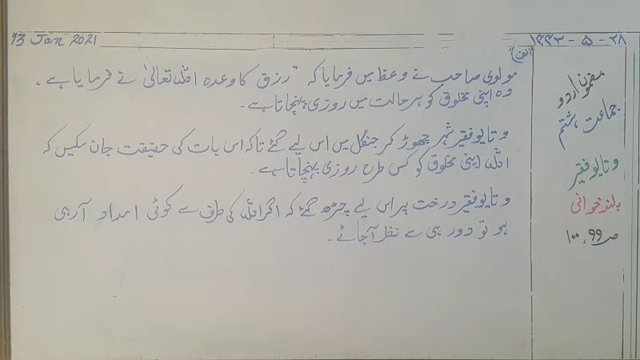 13 Jan 2021
۲۸ - ۵ - ۱۴۴۲
مضمون اردو
جماعت ہشتم
وتایو فقیر
بلند خوانی
ص ۹۹، ۱۰۰
مولوی صاحب نے وعظ میں فرمایا کہ "رزق کا وعدہ اللہ تعالیٰ نے فرمایا ہے۔
وہ اپنی مخلوق کو ہر حالت میں روزی پہنچاتا ہے۔
وتایو فقیر شہر چھوڑ کر جنگل میں اس لیے گئے تاکہ اس بات کی حقیقت جان سکیں کہ
اللہ اپنی مخلوق کو کس طرح روزی پہنچاتا ہے۔
وتایو فقیر درخت پر اس لیے چڑھ گئے کہ اگر اللہ کی طرف سے کوئی امداد آ رہی
ہو تو دور ہی سے نظر آ جائے۔